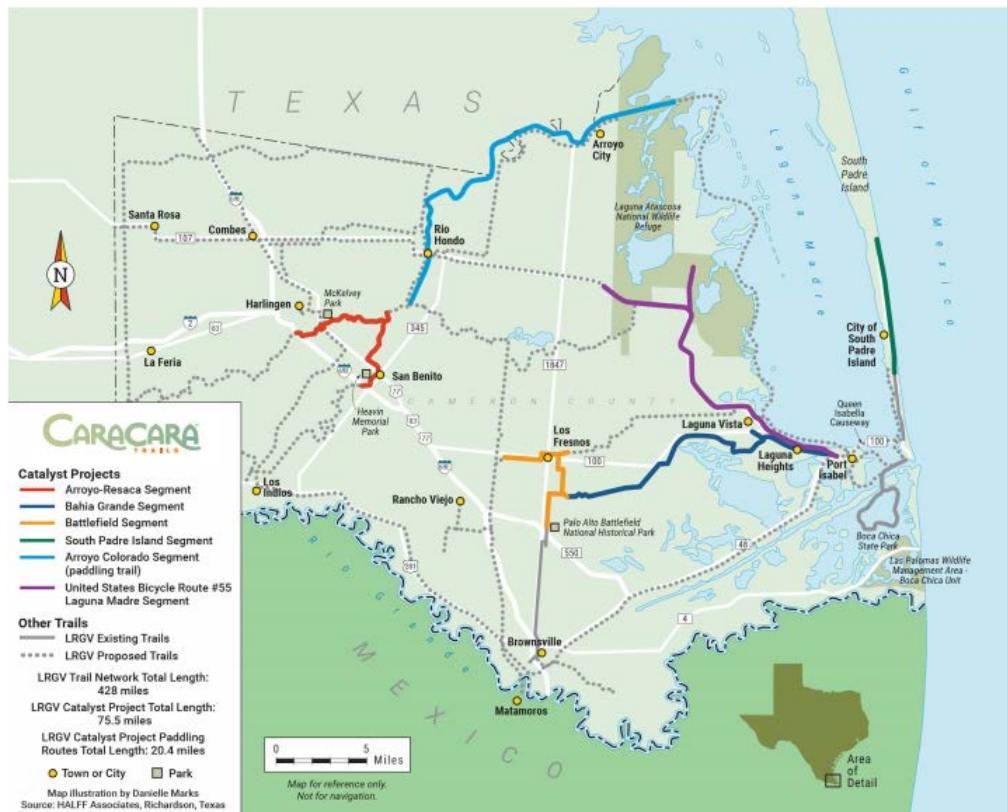 TEXAS
Gulf of Mexico
Laguna Madre
South
Padre
Island
Arroyo
City
Laguna Atascosa
National Wildlife
Refuge
Santa Rosa
Combes
107
Rio
Hondo
N
Harlingen
McKelvey
Park
2
83
345
La Feria
San Benito
1847
City of
South Padre
Island
77
Heavin
Memorial
Park
CAMERON COUNTY
83
77
Queen
Isabella
Causeway
Laguna Vista
Los
Fresnos
100
100
Laguna
Heights
Port
Isabel
Los
Indios
Rancho Viejo
Palo Alto Battlefield
National Historical Park
550
48
Boca Chica
State Park
Las Palomas Wildlife
Management Area -
Boca Chica Unit
281
Rio Grande
4
Brownsville
Matamoros
MEXICO
CARACARA
TRAILS
Catalyst Projects
Arroyo-Resaca Segment
Bahia Grande Segment
Battlefield Segment
South Padre Island Segment
Arroyo Colorado Segment
(paddling trail)
United States Bicycle Route #55
Laguna Madre Segment
Other Trails
LRGV Existing Trails
LRGV Proposed Trails
LRGV Trail Network Total Length:
428 miles
LRGV Catalyst Project Total Length:
75.5 miles
LRGV Catalyst Project Paddling
Routes Total Length: 20.4 miles
Town or City
Park
Map illustration by Danielle Marks
Source: HALFF Associates, Richardson, Texas
0 5
Miles
Map for reference only.
Not for navigation.
Area
of
Detail